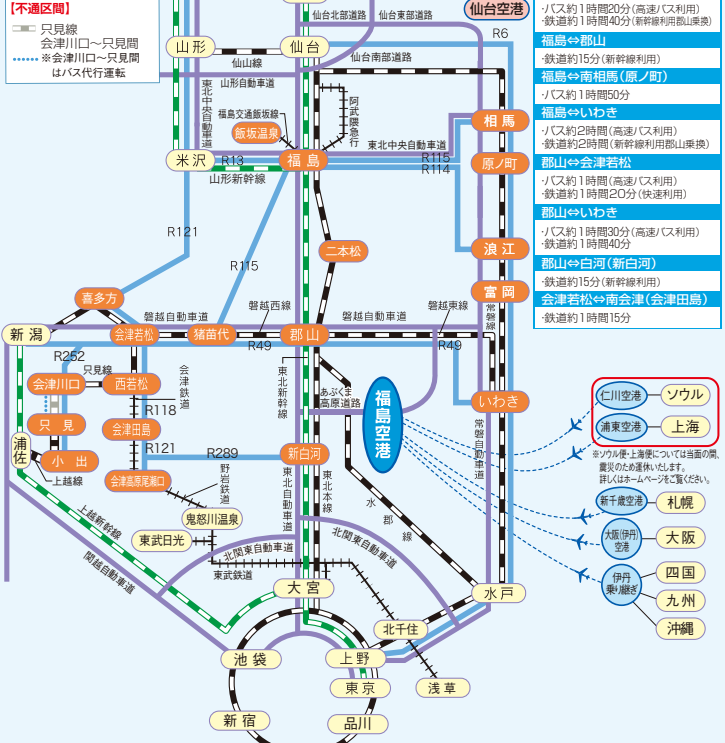 【不通区間】
只見線
会津川口～只見間
※会津川口～只見間
はバス代行運転
仙台北部道路
仙台東部道路
仙台空港
R6
山形
仙台
仙山線
仙台南部道路
山形自動車道
東北中央自動車道
福島交通飯坂線
飯坂温泉
阿武隈急行
東北中央自動車道
相馬
米沢
R13
福島
R115
R114
原ノ町
山形新幹線
R121
R115
二本松
浪江
富岡
常磐線
喜多方
磐越自動車道
磐越西線
磐越自動車道
磐越東線
新潟
会津若松
猪苗代
郡山
R49
R49
R252
只見線
会津川口
西若松
会津鉄道
東北新幹線
あぶくま
高原道路
福島空港
いわき
只見
R118
会津田島
R121
浦佐
小出
上越線
会津高原尾瀬口
R289
野岩鉄道
新白河
東北自動車道
東北本線
常磐自動車道
水郡線
上越新幹線
鬼怒川温泉
東武日光
北関東自動車道
北関東自動車道
東武鉄道
関越自動車道
大宮
水戸
北千住
池袋
上野
東京
浅草
新宿
品川
・バス約1時間20分(高速バス利用)
・鉄道約1時間40分(新幹線利用郡山乗換)
福島⇔郡山
・鉄道約15分(新幹線利用)
福島⇔南相馬(原ノ町)
・バス約1時間50分
福島⇔いわき
・バス約2時間(高速バス利用)
・鉄道約2時間(新幹線利用郡山乗換)
郡山⇔会津若松
・バス約1時間(高速バス利用)
・鉄道約1時間20分(快速利用)
郡山⇔いわき
・バス約1時間30分(高速バス利用)
・鉄道約1時間40分
郡山⇔白河(新白河)
・鉄道約15分(新幹線利用)
会津若松⇔南会津(会津田島)
・鉄道約1時間15分
仁川空港
ソウル
浦東空港
上海
※ソウル便・上海便については当面の間、
震災のため運休いたします。
詳しくはホームページをご覧ください。
新千歳空港
札幌
大阪(伊丹)
空港
大阪
伊丹
乗り継ぎ
四国
九州
沖縄